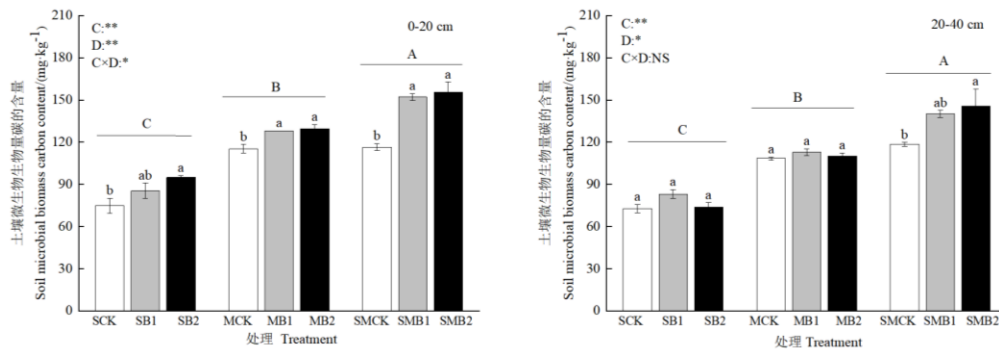 210
180
150
120
90
60
30
0
土壤微生物生物量碳的含量
Soil microbial biomass carbon content/(mg·kg-1)
C:**
D:**
C×D:*
0-20 cm
C
B
A
b
ab
a
b
a
a
b
a
a
SCK SB1 SB2 MCK MB1 MB2 SMCK SMB1 SMB2
处理 Treatment
210
180
150
120
90
60
30
0
土壤微生物生物量碳的含量
Soil microbial biomass carbon content/(mg·kg-1)
C:**
D:*
C×D:NS
20-40 cm
C
B
A
a
a
a
a
a
a
b
ab
a
SCK SB1 SB2 MCK MB1 MB2 SMCK SMB1 SMB2
处理 Treatment